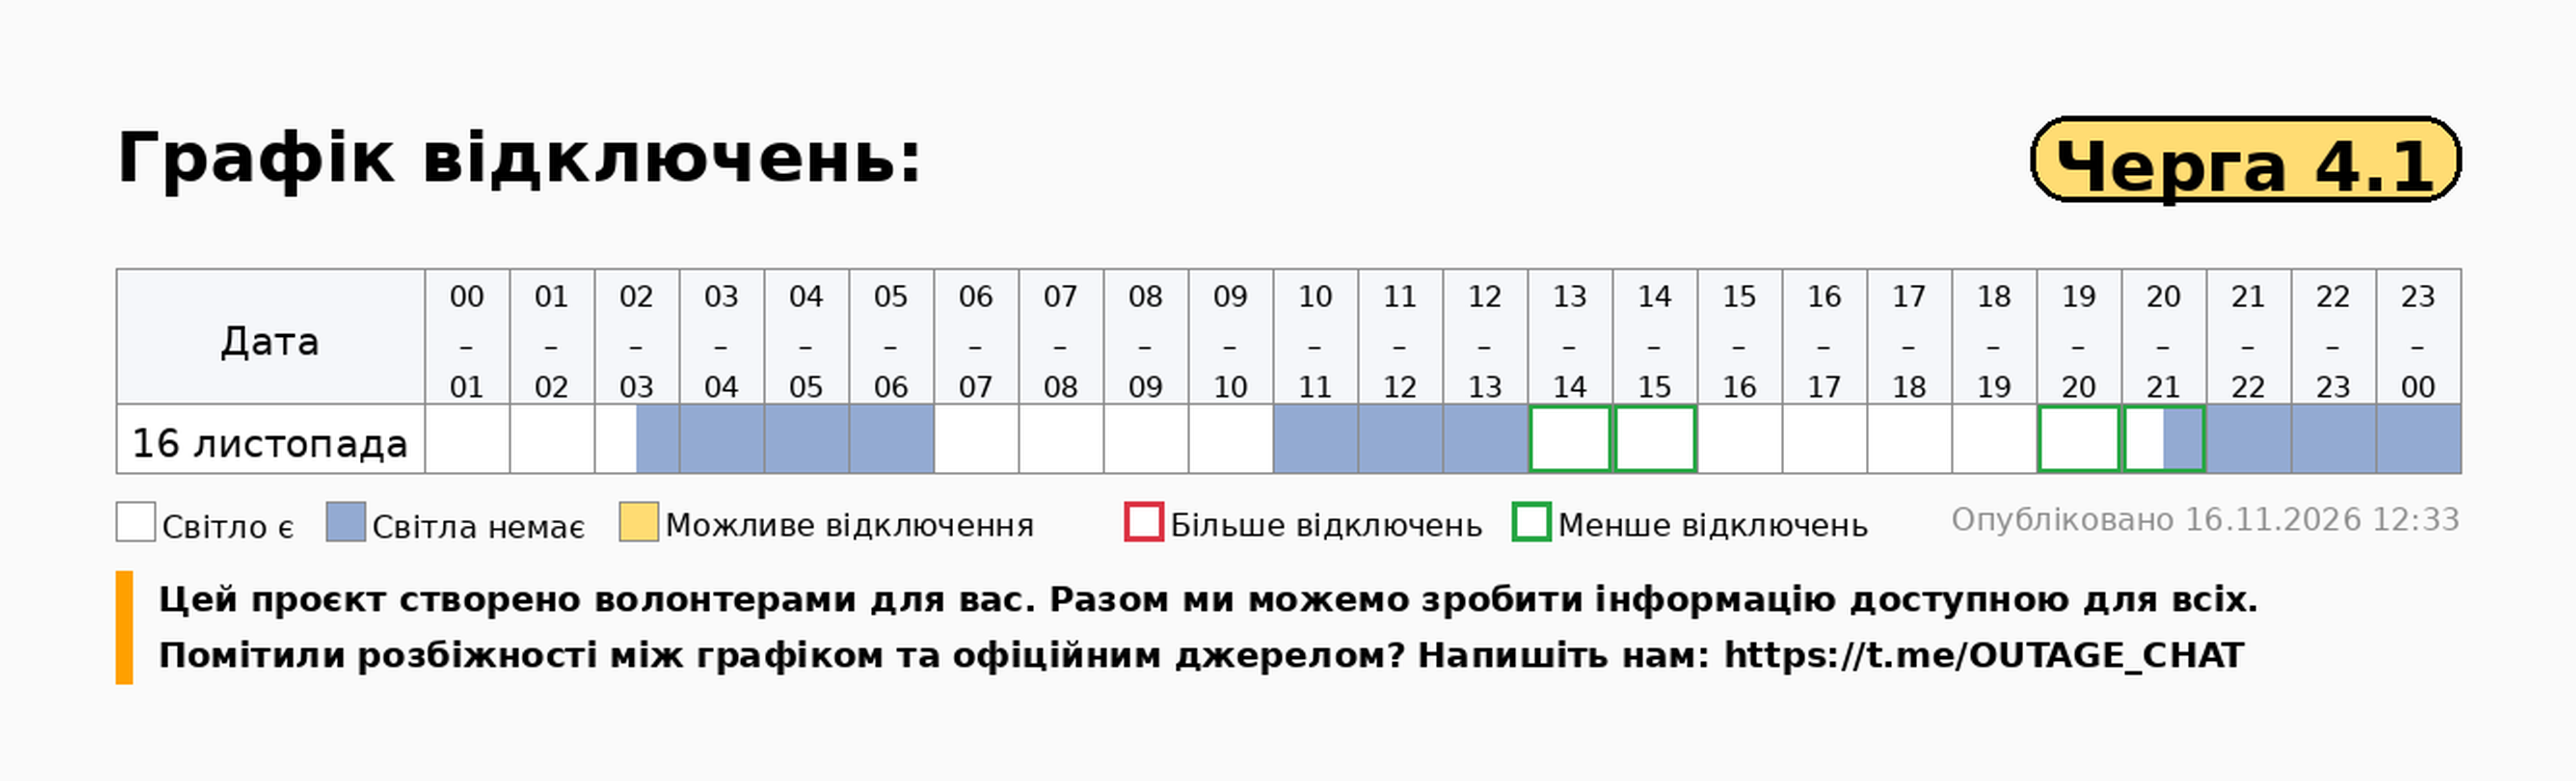 Графік відключень:
Черга 4.1
Дата
00 – 01
01 – 02
02 – 03
03 – 04
04 – 05
05 – 06
06 – 07
07 – 08
08 – 09
09 – 10
10 – 11
11 – 12
12 – 13
13 – 14
14 – 15
15 – 16
16 – 17
17 – 18
18 – 19
19 – 20
20 – 21
21 – 22
22 – 23
23 – 00
16 листопада
Світло є Світла немає Можливе відключення Більше відключень Менше відключень Опубліковано 16.11.2026 12:33
Цей проєкт створено волонтерами для вас. Разом ми можемо зробити інформацію доступною для всіх.
Помітили розбіжності між графіком та офіційним джерелом? Напишіть нам: https://t.me/OUTAGE_CHAT